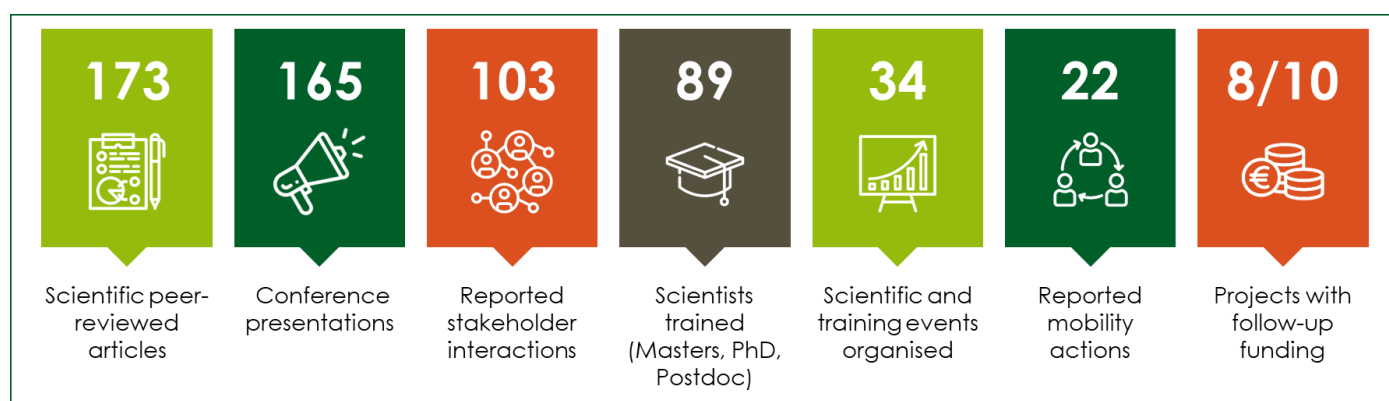 173
Scientific peer-
reviewed
articles
165
Conference
presentations
103
Reported
stakeholder
interactions
89
Scientists
trained
(Masters, PhD,
Postdoc)
34
Scientific and
training events
organised
22
Reported
mobility
actions
8/10
€
Projects with
follow-up
funding